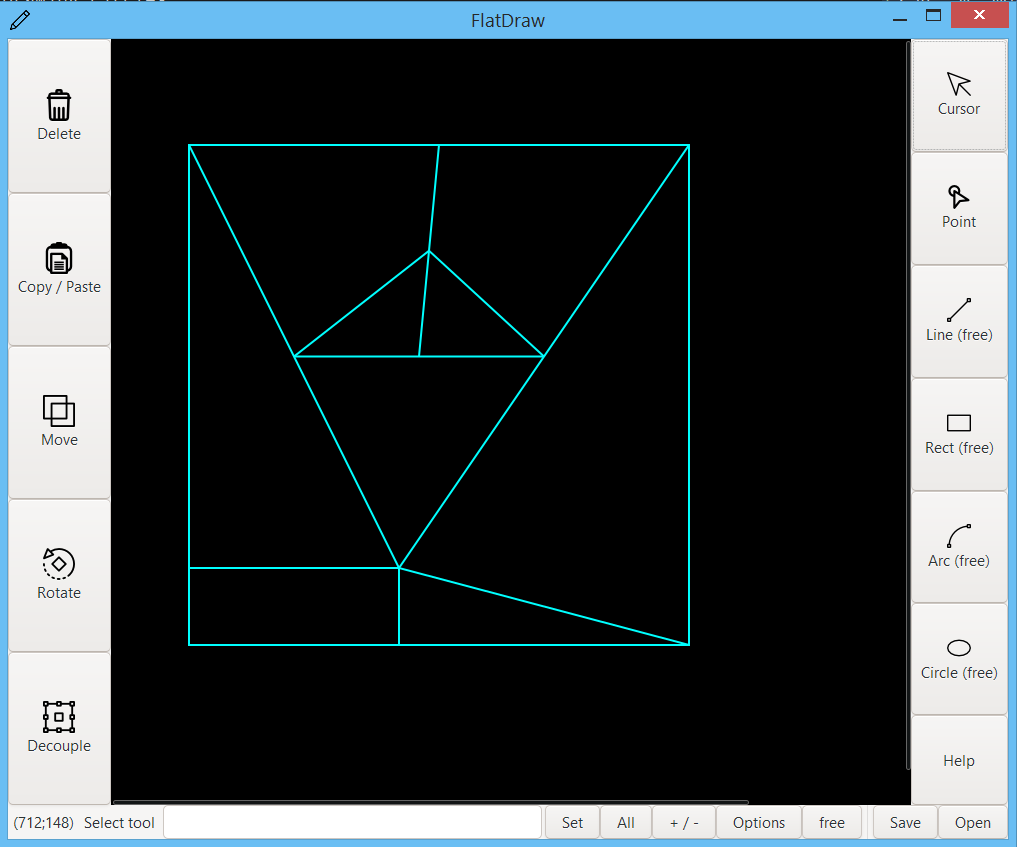 FlatDraw
Delete
Copy / Paste
Move
Rotate
Decouple
Cursor
Point
Line (free)
Rect (free)
Arc (free)
Circle (free)
Help
(712;148) Select tool Set All + / - Options free Save Open